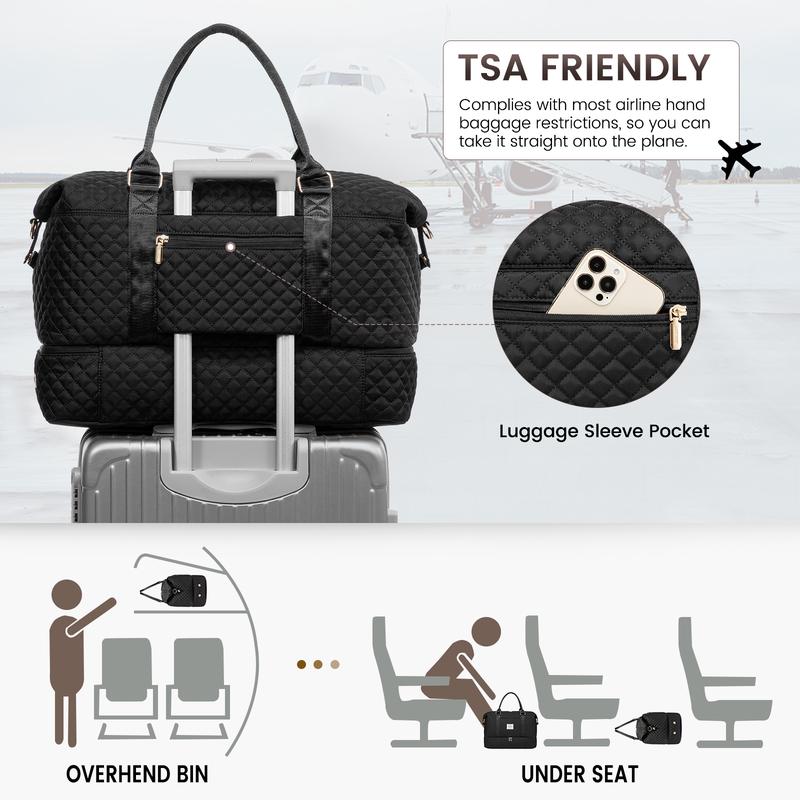 TSA FRIENDLY
Complies with most airline hand
baggage restrictions, so you can
take it straight onto the plane.
Luggage Sleeve Pocket
OVERHEND BIN
UNDER SEAT